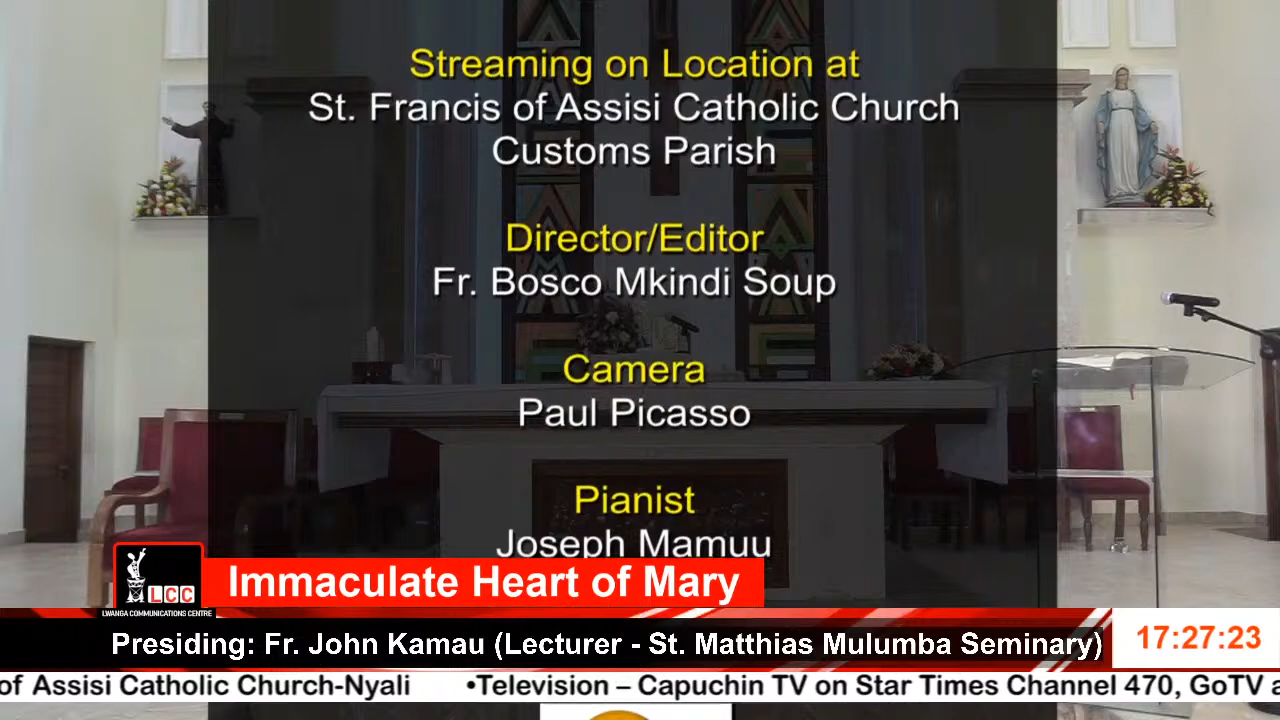 Streaming on Location at
St. Francis of Assisi Catholic Church
Customs Parish
Director/Editor
Fr. Bosco Mkindi Soup
Camera
Paul Picasso
Pianist
Joseph Mamuu
LCC
LWANGA COMMUNICATIONS CENTRE
Immaculate Heart of Mary
Presiding: Fr. John Kamau (Lecturer - St. Matthias Mulumba Seminary)
17:27:23
of Assisi Catholic Church-Nyali •Television – Capuchin TV on Star Times Channel 470, GoTV a